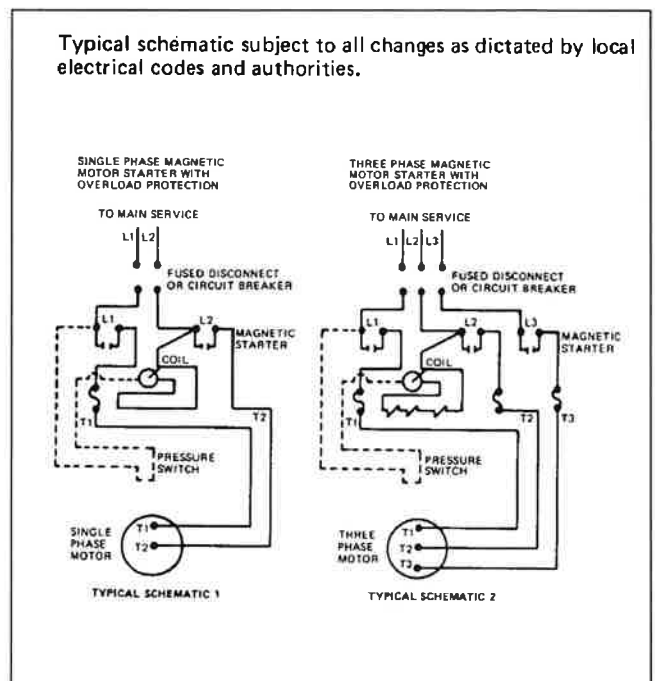 Typical schematic subject to all changes as dictated by local
electrical codes and authorities.
SINGLE PHASE MAGNETIC
MOTOR STARTER WITH
OVERLOAD PROTECTION
TO MAIN SERVICE
L1 L2
FUSED DISCONNECT
OR CIRCUIT BREAKER
L1
L2
MAGNETIC
STARTER
COIL
T1
T2
PRESSURE
SWITCH
SINGLE
PHASE
MOTOR
T1
T2
TYPICAL SCHEMATIC 1
THREE PHASE MAGNETIC
MOTOR STARTER WITH
OVERLOAD PROTECTION
TO MAIN SERVICE
L1 L2 L3
FUSED DISCONNECT
OR CIRCUIT BREAKER
L1
L2
L3
MAGNETIC
STARTER
COIL
T1
T2
T3
PRESSURE
SWITCH
THREE
PHASE
MOTOR
T1
T2
T3
TYPICAL SCHEMATIC 2